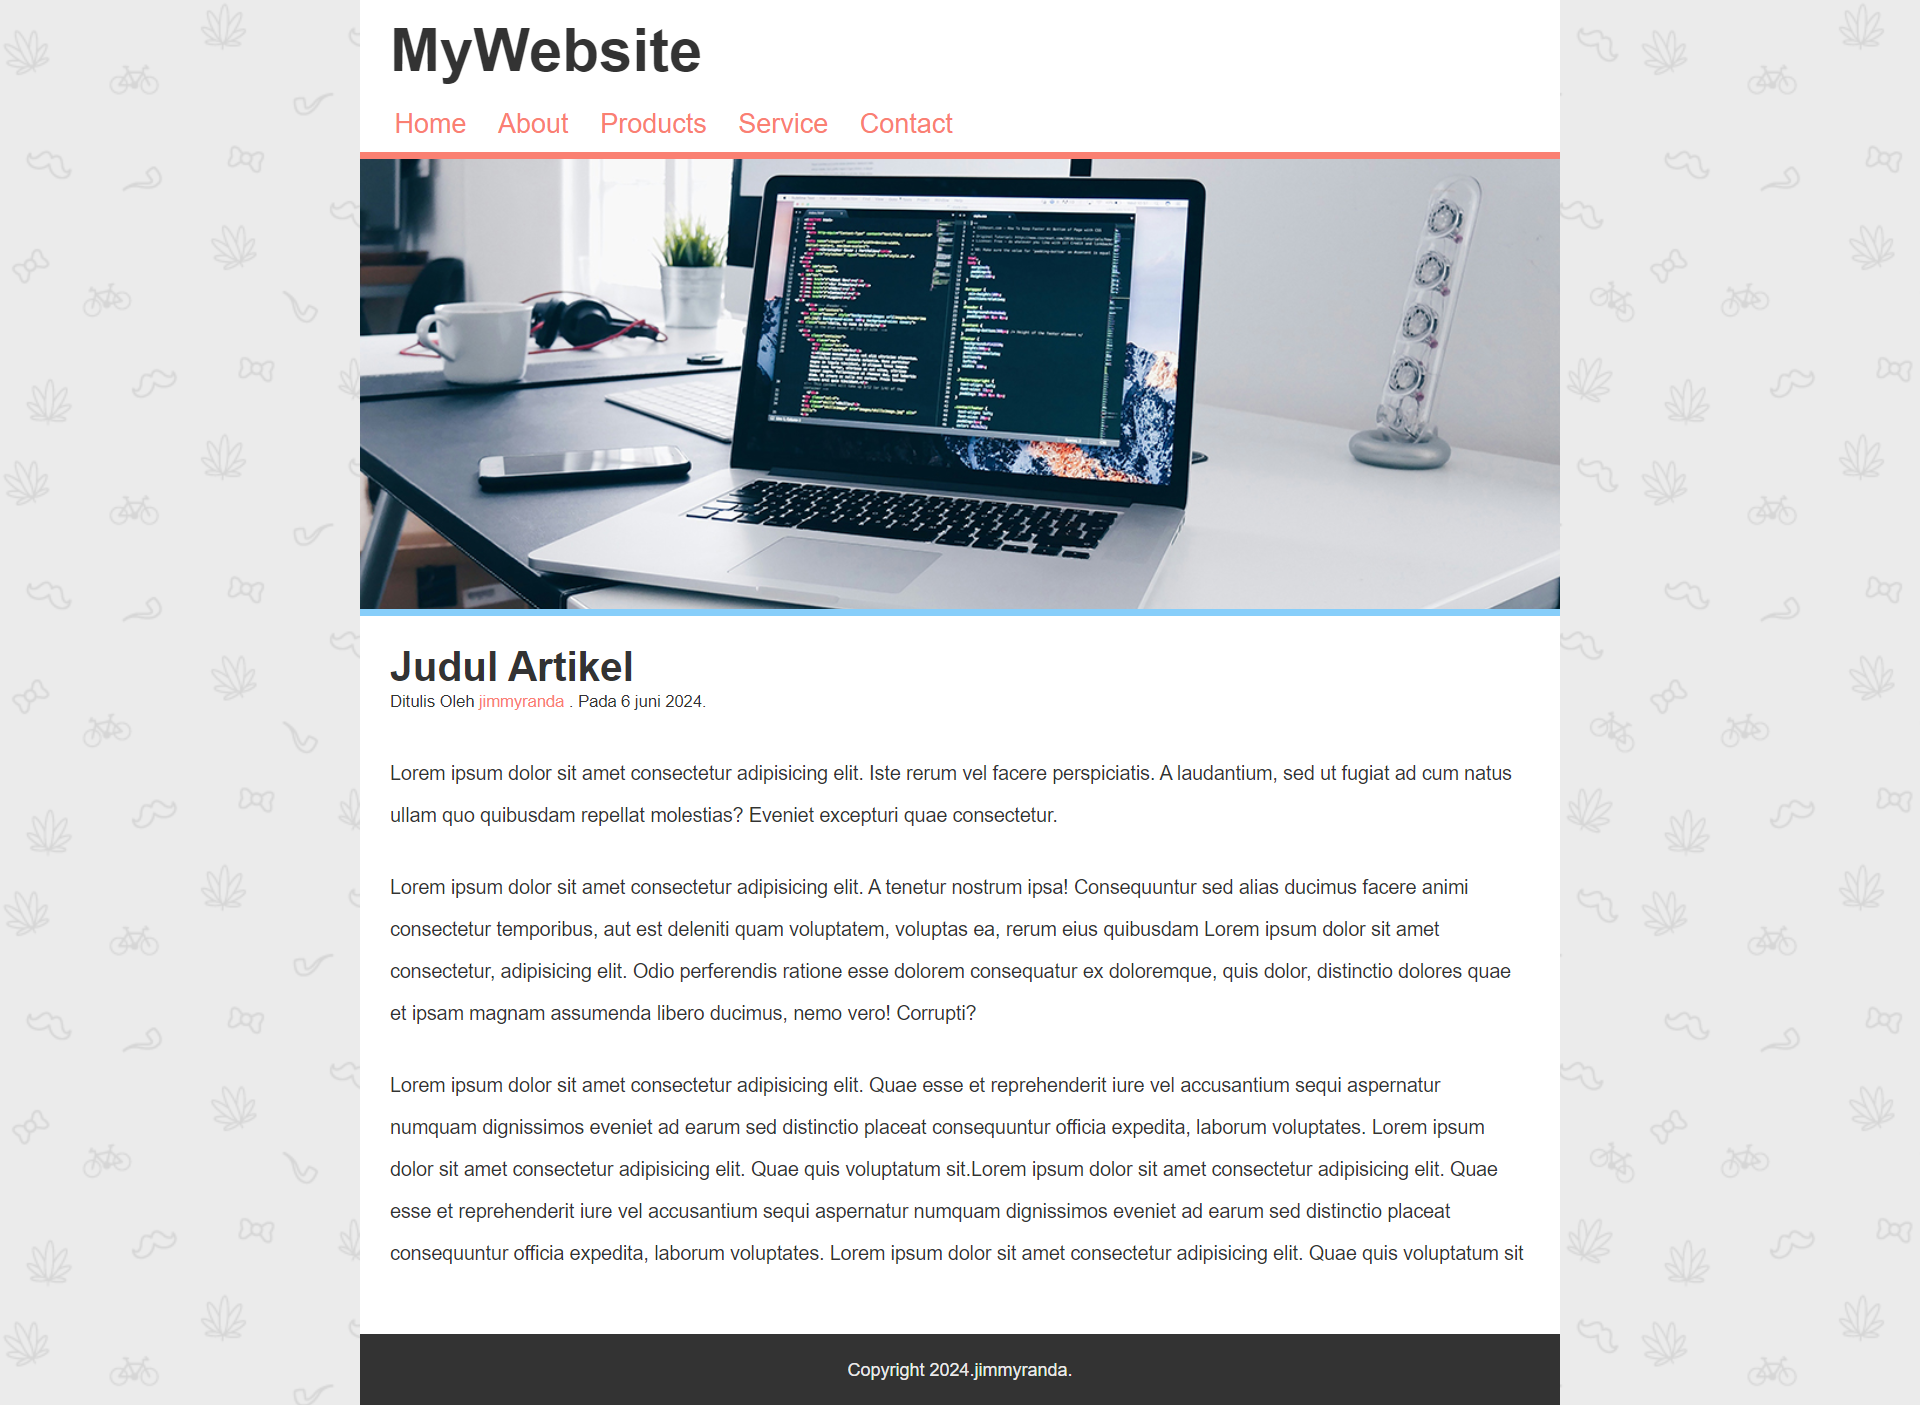 MyWebsite
Home About Products Service Contact
Judul Artikel
Ditulis Oleh jimmyranda . Pada 6 juni 2024.
Lorem ipsum dolor sit amet consectetur adipisicing elit. Iste rerum vel facere perspiciatis. A laudantium, sed ut fugiat ad cum natus
ullam quo quibusdam repellat molestias? Eveniet excepturi quae consectetur.
Lorem ipsum dolor sit amet consectetur adipisicing elit. A tenetur nostrum ipsa! Consequuntur sed alias ducimus facere animi
consectetur temporibus, aut est deleniti quam voluptatem, voluptas ea, rerum eius quibusdam Lorem ipsum dolor sit amet
consectetur, adipisicing elit. Odio perferendis ratione esse dolorem consequatur ex doloremque, quis dolor, distinctio dolores quae
et ipsam magnam assumenda libero ducimus, nemo vero! Corrupti?
Lorem ipsum dolor sit amet consectetur adipisicing elit. Quae esse et reprehenderit iure vel accusantium sequi aspernatur
numquam dignissimos eveniet ad earum sed distinctio placeat consequuntur officia expedita, laborum voluptates. Lorem ipsum
dolor sit amet consectetur adipisicing elit. Quae quis voluptatum sit.Lorem ipsum dolor sit amet consectetur adipisicing elit. Quae
esse et reprehenderit iure vel accusantium sequi aspernatur numquam dignissimos eveniet ad earum sed distinctio placeat
consequuntur officia expedita, laborum voluptates. Lorem ipsum dolor sit amet consectetur adipisicing elit. Quae quis voluptatum sit
Copyright 2024.jimmyranda.